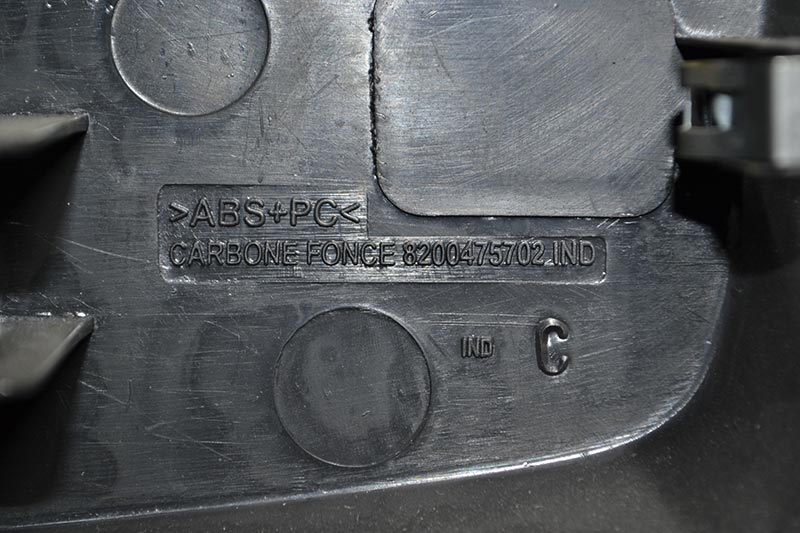 >ABS+PC<
CARBONE FONCE 8200475702 IND
IND C